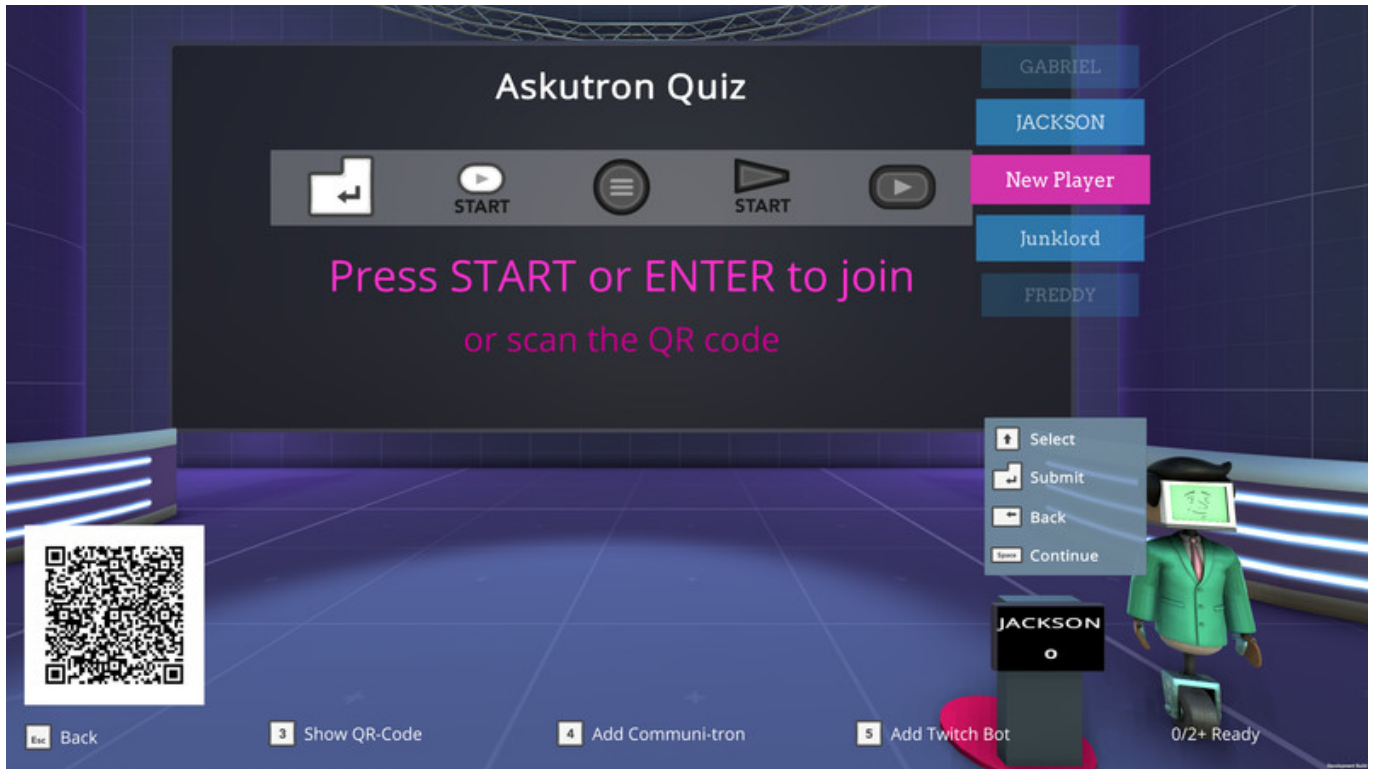 Askutron Quiz
START
START
Press START or ENTER to join
or scan the QR code
GABRIEL
JACKSON
New Player
Junklord
FREDDY
Select
Submit
Back
Space Continue
JACKSON
0
Esc Back
3 Show QR-Code
4 Add Communi-tron
5 Add Twitch Bot
0/2+ Ready
Development Build